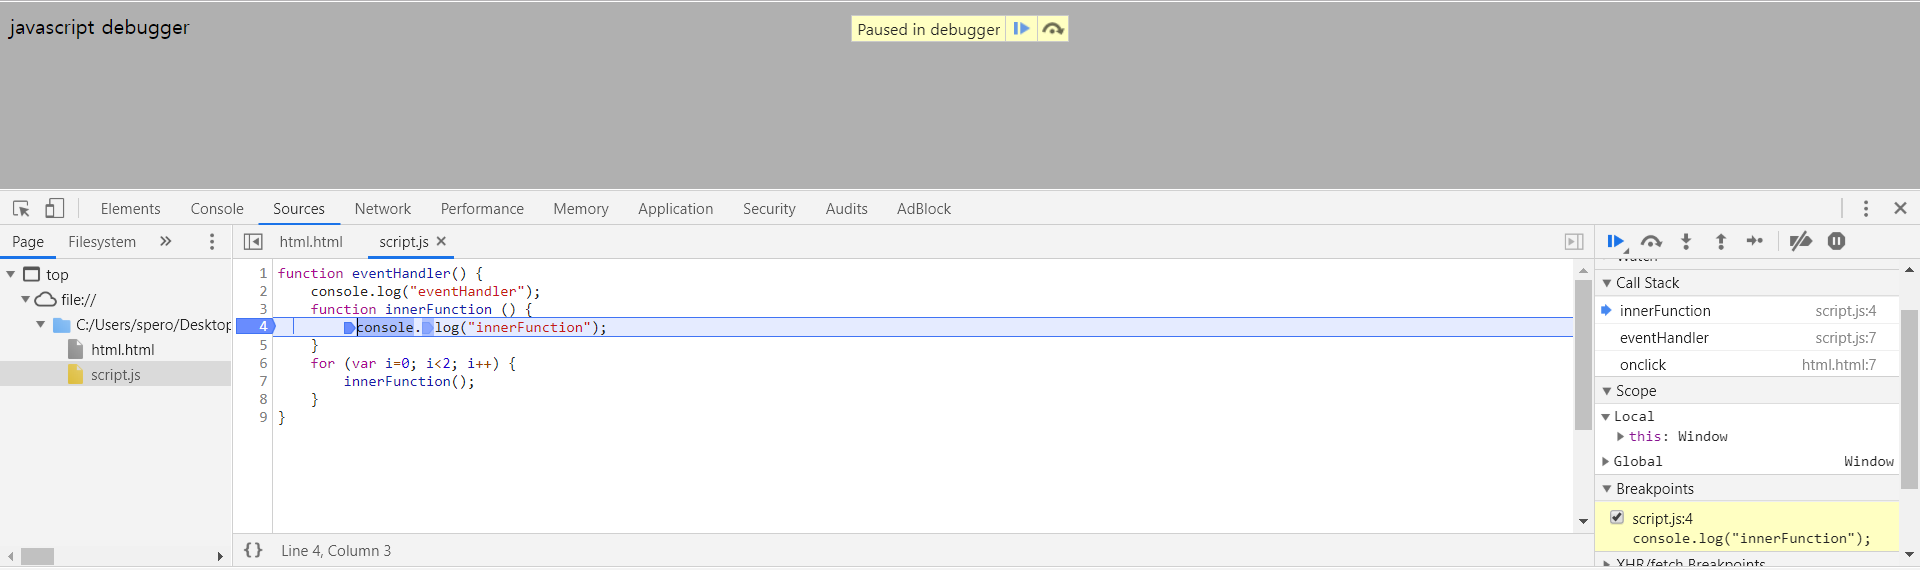 javascript debugger
Paused in debugger
Elements Console Sources Network Performance Memory Application Security Audits AdBlock
Page Filesystem »
html.html script.js ×
top
file://
C:/Users/spero/Desktop
html.html
script.js
1 function eventHandler() {
2 console.log("eventHandler");
3 function innerFunction () {
4 console.log("innerFunction");
5 }
6 for (var i=0; i<2; i++) {
7 innerFunction();
8 }
9 }
{} Line 4, Column 3
Watch
Call Stack
innerFunction script.js:4
eventHandler script.js:7
onclick html.html:7
Scope
Local
this: Window
Global Window
Breakpoints
script.js:4
console.log("innerFunction");
XHR/fetch Breakpoints